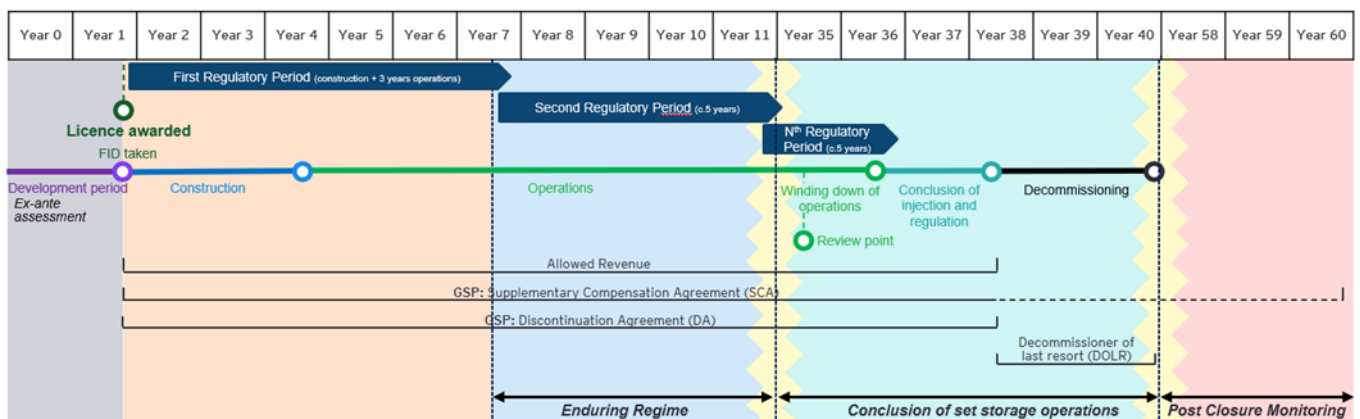 Year 0 Year 1 Year 2 Year 3 Year 4 Year 5 Year 6 Year 7 Year 8 Year 9 Year 10 Year 11 Year 35 Year 36 Year 37 Year 38 Year 39 Year 40 Year 58 Year 59 Year 60
First Regulatory Period (construction + 3 years operations)
Second Regulatory Period (c.5 years)
Licence awarded
FID taken
Nth Regulatory
Period (c.5 years)
Development period
Ex-ante
assessment
Construction
Operations
Winding down of
operations
Conclusion of
injection and
regulation
Decommissioning
Review point
Allowed Revenue
GSP: Supplementary Compensation Agreement (SCA)
GSP: Discontinuation Agreement (DA)
Decommissioner of
last resort (DOLR)
Enduring Regime
Conclusion of set storage operations
Post Closure Monitoring